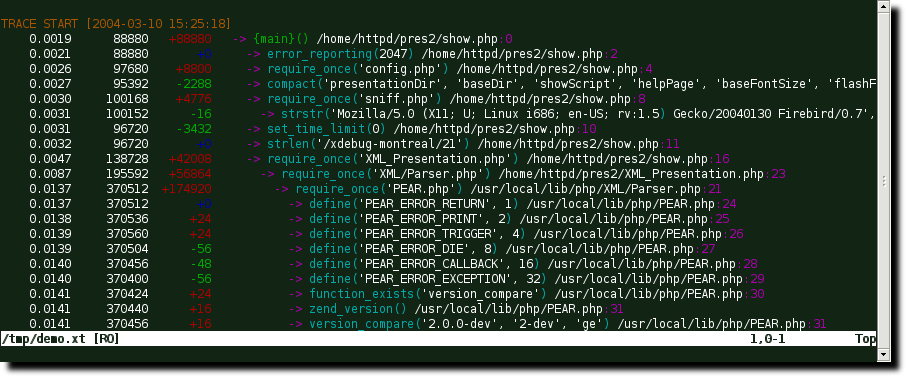 TRACE START [2004-03-10 15:25:18]
0.0019 88880 +88880 -> {main}() /home/httpd/pres2/show.php:0
0.0021 88880 +0 -> error_reporting(2047) /home/httpd/pres2/show.php:2
0.0026 97680 +8800 -> require_once('config.php') /home/httpd/pres2/show.php:4
0.0027 95392 -2288 -> compact('presentationDir', 'baseDir', 'showScript', 'helpPage', 'baseFontSize', 'flashF
0.0030 100168 +4776 -> require_once('sniff.php') /home/httpd/pres2/show.php:8
0.0031 100152 -16 -> strstr('Mozilla/5.0 (X11; U; Linux i686; en-US; rv:1.5) Gecko/20040130 Firebird/0.7',
0.0031 96720 -3432 -> set_time_limit(0) /home/httpd/pres2/show.php:10
0.0032 96720 +0 -> strlen('/xdebug-montreal/21') /home/httpd/pres2/show.php:11
0.0047 138728 +42008 -> require_once('XML_Presentation.php') /home/httpd/pres2/show.php:16
0.0087 195592 +56864 -> require_once('XML/Parser.php') /home/httpd/pres2/XML_Presentation.php:23
0.0137 370512 +174920 -> require_once('PEAR.php') /usr/local/lib/php/XML/Parser.php:21
0.0137 370512 +0 -> define('PEAR_ERROR_RETURN', 1) /usr/local/lib/php/PEAR.php:24
0.0138 370536 +24 -> define('PEAR_ERROR_PRINT', 2) /usr/local/lib/php/PEAR.php:25
0.0139 370560 +24 -> define('PEAR_ERROR_TRIGGER', 4) /usr/local/lib/php/PEAR.php:26
0.0139 370504 -56 -> define('PEAR_ERROR_DIE', 8) /usr/local/lib/php/PEAR.php:27
0.0140 370456 -48 -> define('PEAR_ERROR_CALLBACK', 16) /usr/local/lib/php/PEAR.php:28
0.0140 370400 -56 -> define('PEAR_ERROR_EXCEPTION', 32) /usr/local/lib/php/PEAR.php:29
0.0141 370424 +24 -> function_exists('version_compare') /usr/local/lib/php/PEAR.php:30
0.0141 370440 +16 -> zend_version() /usr/local/lib/php/PEAR.php:31
0.0141 370456 +16 -> version_compare('2.0.0-dev', '2-dev', 'ge') /usr/local/lib/php/PEAR.php:31
/tmp/demo.xt [RO] 1,0-1 Top